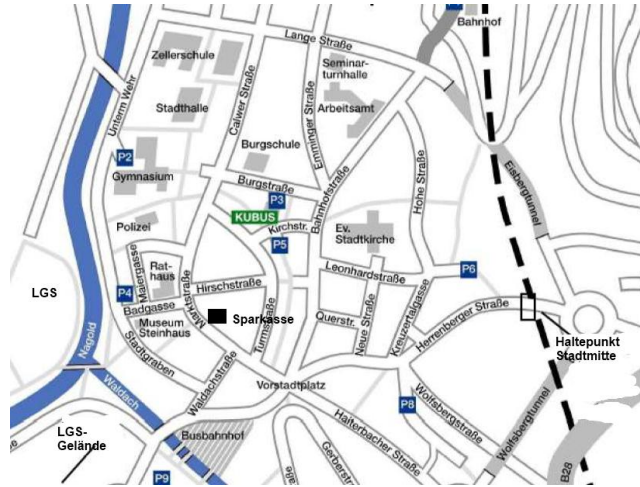 Bahnhof
Lange Straße
Zellerschule
Seminar-
turnhalle
Unterm Wehr
Stadthalle
Calwer Straße
Emminger Straße
Arbeitsamt
Burgschule
P2
Gymnasium
Burgstraße
Bahnhofstraße
Hohe Straße
Eisbergtunnel
P3
KUBUS
Kirchstr.
Polizei
P5
Ev.
Stadtkirche
Maiergasse
Rat-
haus
Leonhardstraße
P6
LGS
P4
Hirschstraße
Marktstraße
Badgasse
Sparkasse
Turmstraße
Querstr.
Neue Straße
Kreuzertalgasse
Herrenberger Straße
Museum
Steinhaus
Nagold
Stadtgraben
Haltepunkt
Stadtmitte
Waldach
Waldachstraße
Vorstadtplatz
P8
Wolfsbergstraße
Wolfsbergtunnel
LGS-
Gelände
Busbahnhof
Haiterbacher Straße
Gerberstr
P9
B28